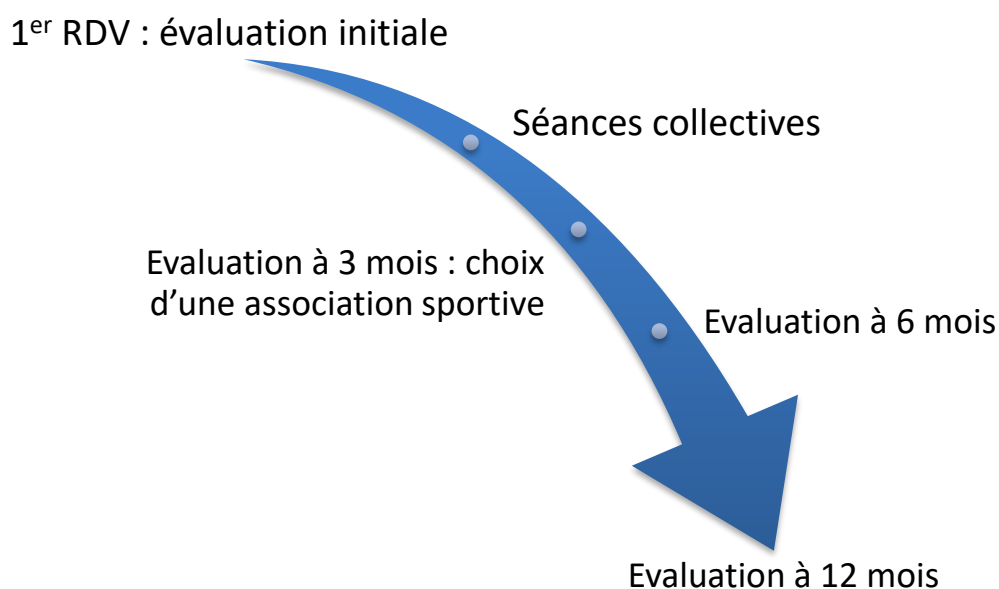 1er RDV : évaluation initiale
Séances collectives
Evaluation à 3 mois : choix
d’une association sportive
Evaluation à 6 mois
Evaluation à 12 mois